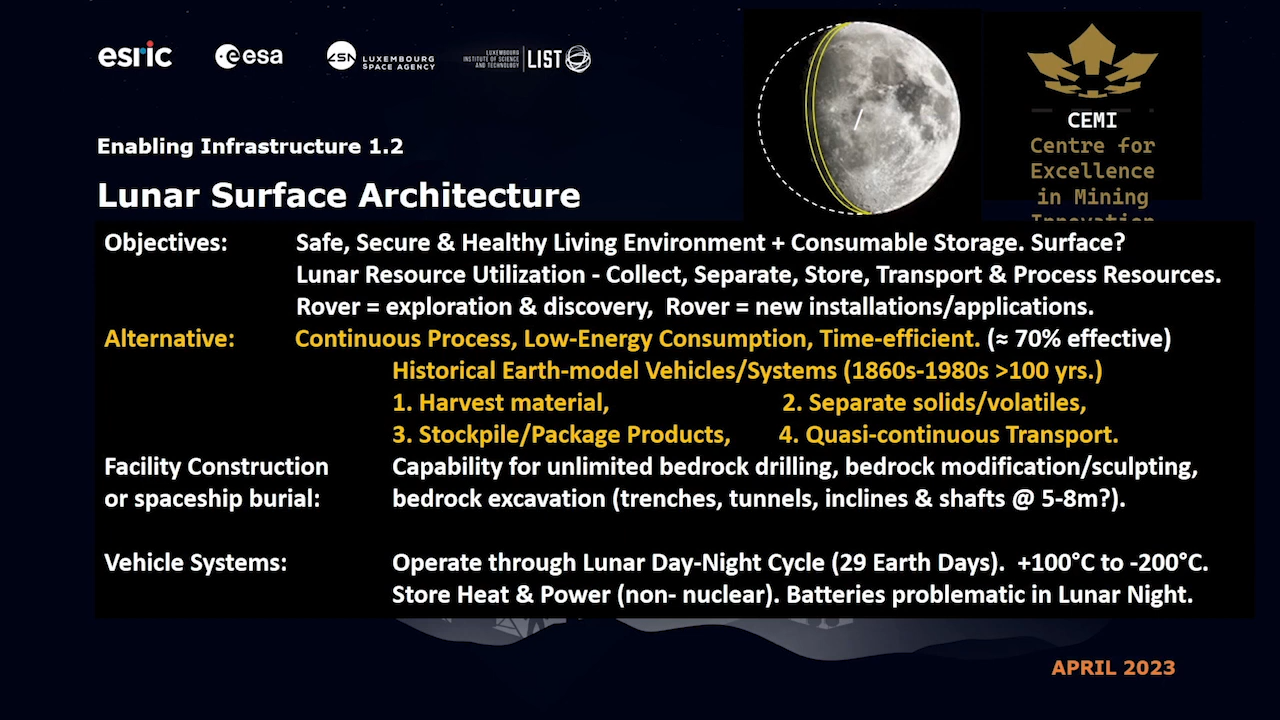 esric
esa
LSA LUXEMBOURG
SPACE AGENCY
LUXEMBOURG
INSTITUTE OF SCIENCE
AND TECHNOLOGY
LIST
CEMI
Centre for
Excellence
in Mining
Innovation
Enabling Infrastructure 1.2
Lunar Surface Architecture
Objectives: Safe, Secure & Healthy Living Environment + Consumable Storage. Surface?
Lunar Resource Utilization - Collect, Separate, Store, Transport & Process Resources.
Rover = exploration & discovery, Rover = new installations/applications.
Alternative: Continuous Process, Low-Energy Consumption, Time-efficient. (≈ 70% effective)
Historical Earth-model Vehicles/Systems (1860s-1980s >100 yrs.)
1. Harvest material, 2. Separate solids/volatiles,
3. Stockpile/Package Products, 4. Quasi-continuous Transport.
Facility Construction Capability for unlimited bedrock drilling, bedrock modification/sculpting,
or spaceship burial: bedrock excavation (trenches, tunnels, inclines & shafts @ 5-8m?).
Vehicle Systems: Operate through Lunar Day-Night Cycle (29 Earth Days). +100°C to -200°C.
Store Heat & Power (non- nuclear). Batteries problematic in Lunar Night.
APRIL 2023